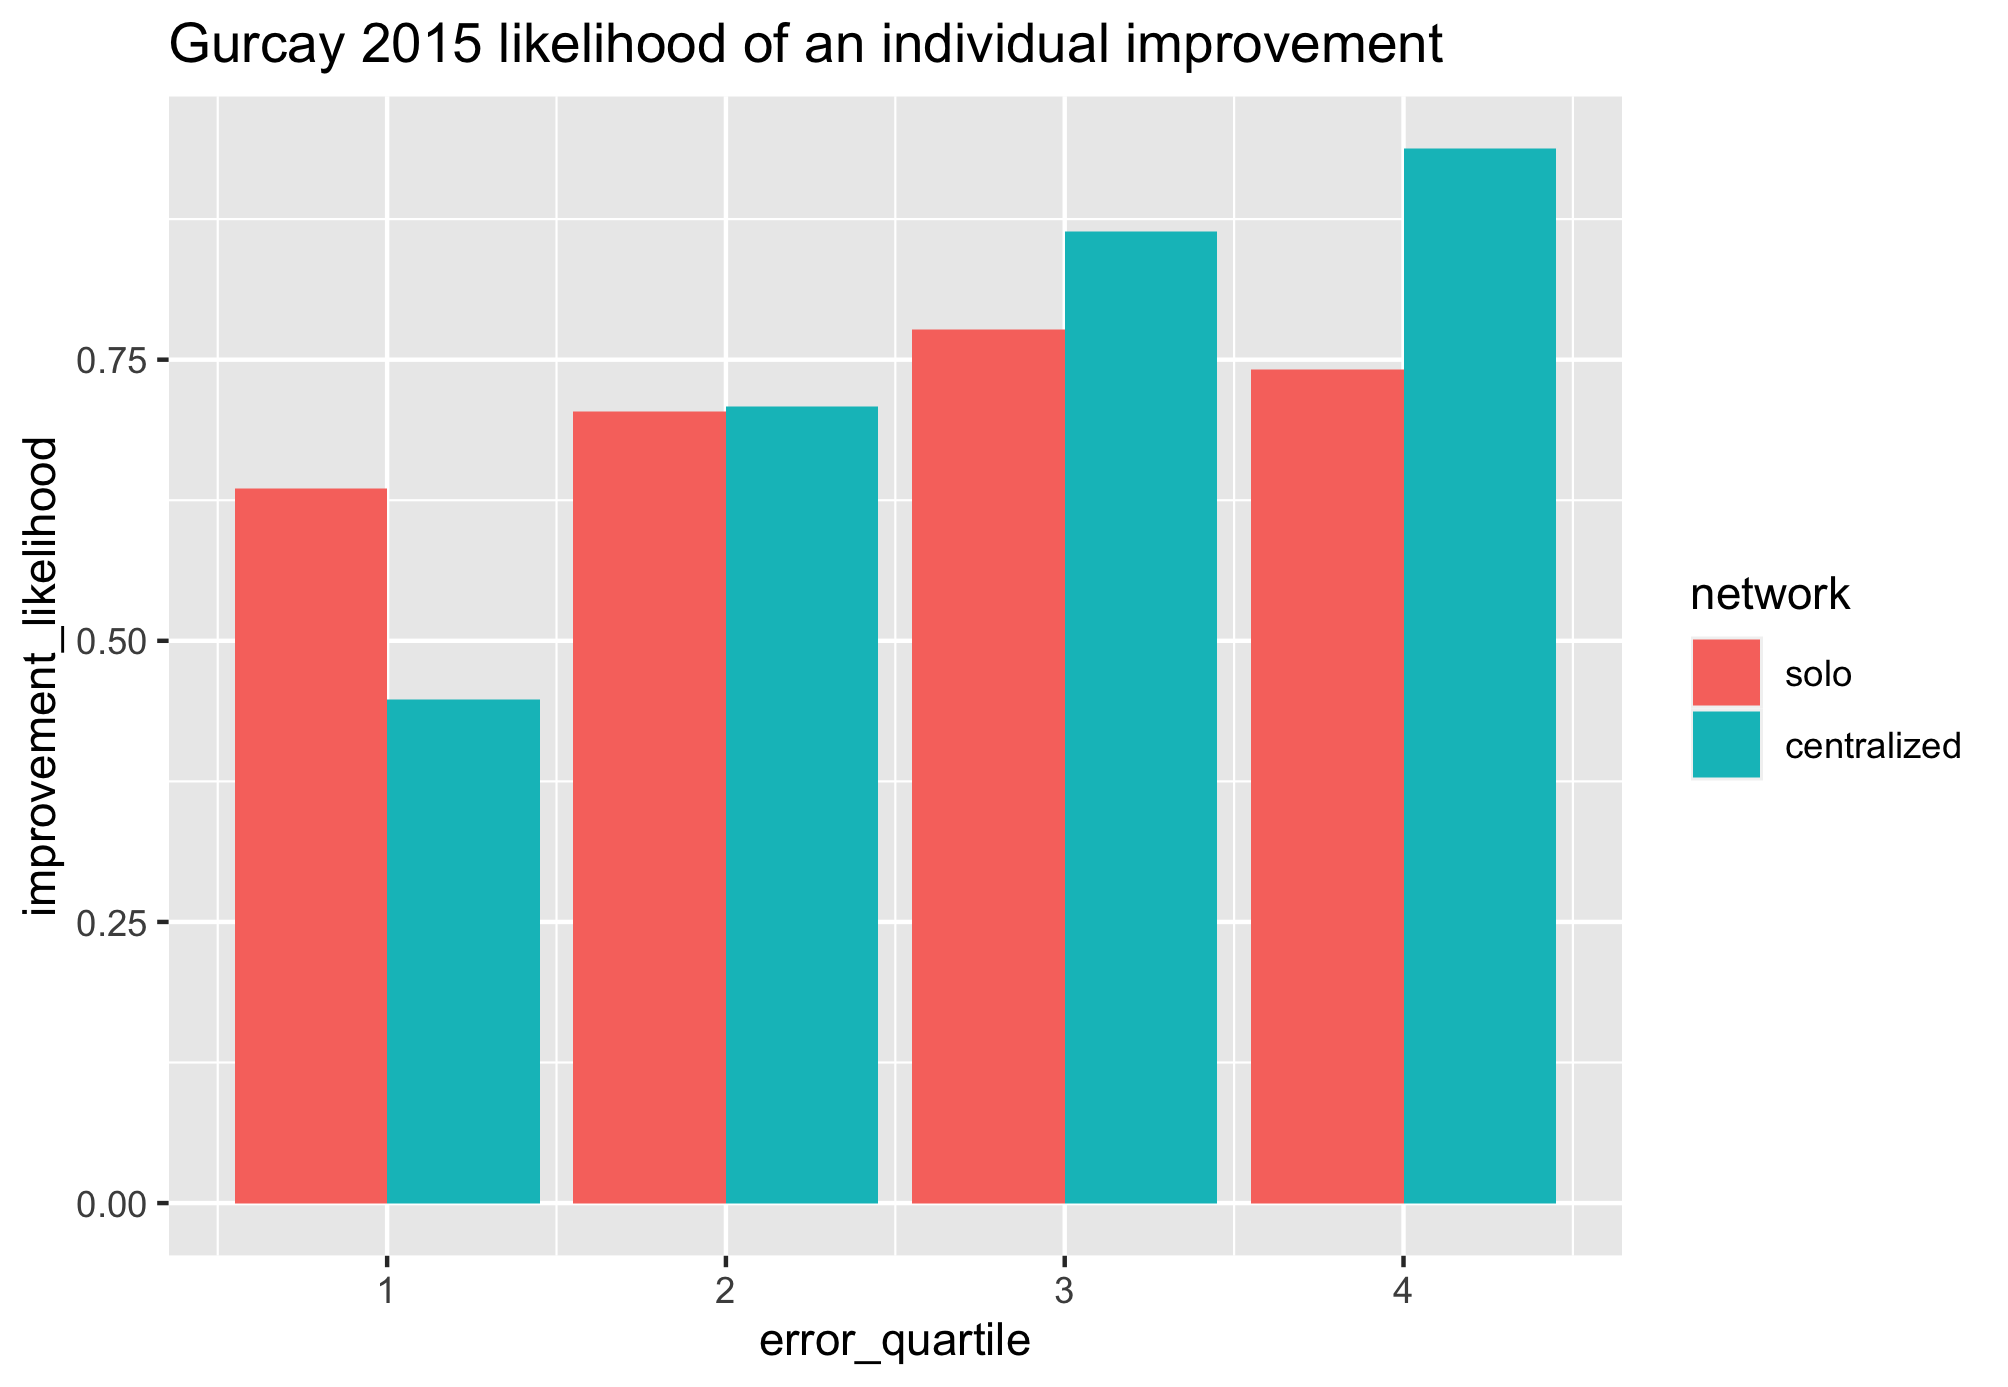 Gurcay 2015 likelihood of an individual improvement
improvement_likelihood
0.75
0.50
0.25
0.00
1 2 3 4
error_quartile
network
solo
centralized